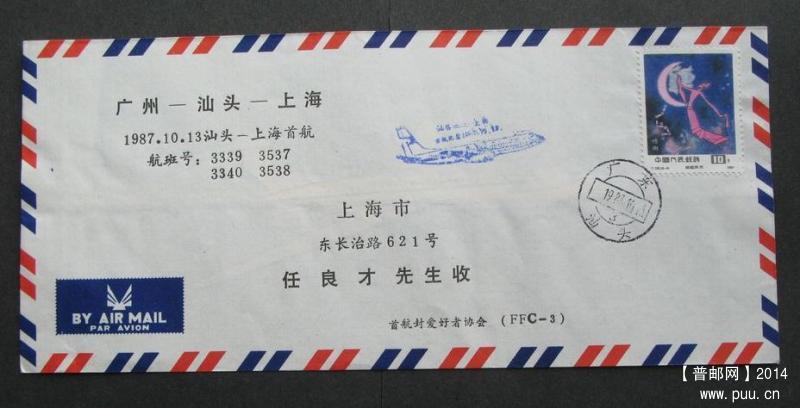 广州—汕头—上海
1987.10.13汕头—上海首航
航班号: 3339 3537
3340 3538
中国人民邮政
10分
广东
汕头
上海市
东长治路621号
任良才 先生收
首航封爱好者协会 (FFC-3)
BY AIR MAIL
PAR AVION
【普邮网】2014
www.puu.cn